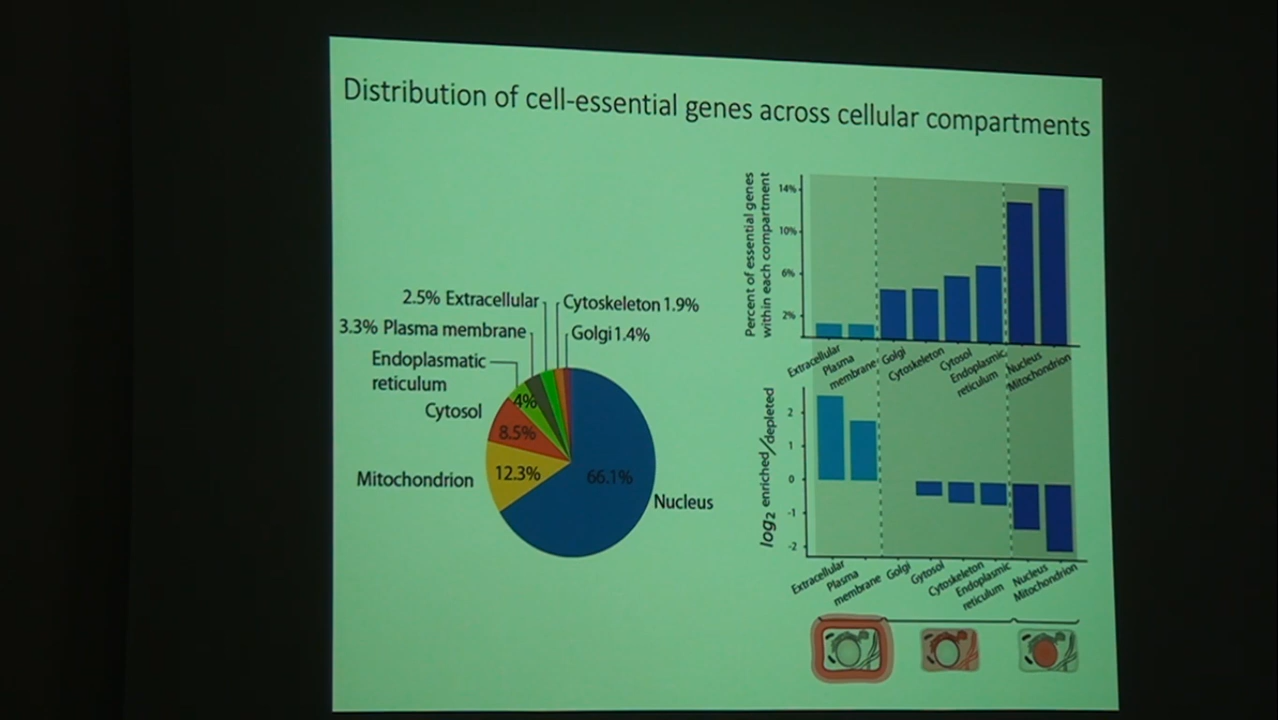 Distribution of cell-essential genes across cellular compartments
2.5% Extracellular
Cytoskeleton 1.9%
3.3% Plasma membrane
Golgi 1.4%
Endoplasmatic
reticulum
4%
Cytosol
8.5%
Mitochondrion
12.3%
66.1%
Nucleus
Percent of essential genes
within each compartment
14%
10%
6%
2%
Extracellular
Plasma
membrane
Golgi
Cytoskeleton
Cytosol
Endoplasmic
reticulum
Nucleus
Mitochondrion
log2 enriched/depleted
2
1
0
-1
-2
Extracellular
Plasma
membrane
Golgi
Gytosol
Cytoskeleton
Endoplasmic
reticulum
Nucleus
Mitochondrion